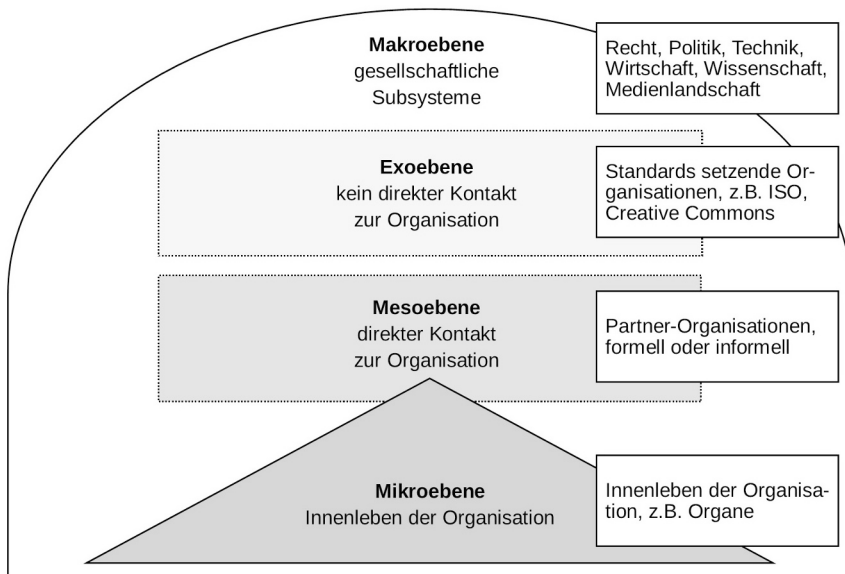 Makroebene
gesellschaftliche
Subsysteme
Recht, Politik, Technik,
Wirtschaft, Wissenschaft,
Medienlandschaft
Exoebene
kein direkter Kontakt
zur Organisation
Standards setzende Or-
ganisationen, z.B. ISO,
Creative Commons
Mesoebene
direkter Kontakt
zur Organisation
Partner-Organisationen,
formell oder informell
Mikroebene
Innenleben der Organisation
Innenleben der Organisa-
tion, z.B. Organe